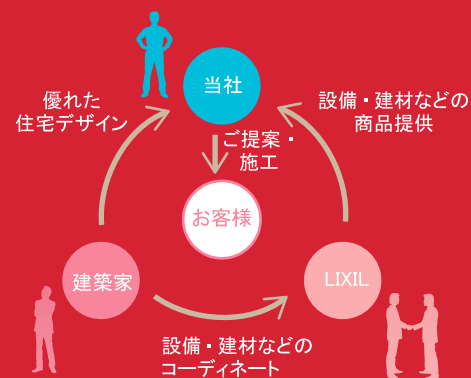 当社
優れた
住宅デザイン
設備・建材などの
商品提供
ご提案・
施工
お客様
建築家
LIXIL
設備・建材などの
コーディネート